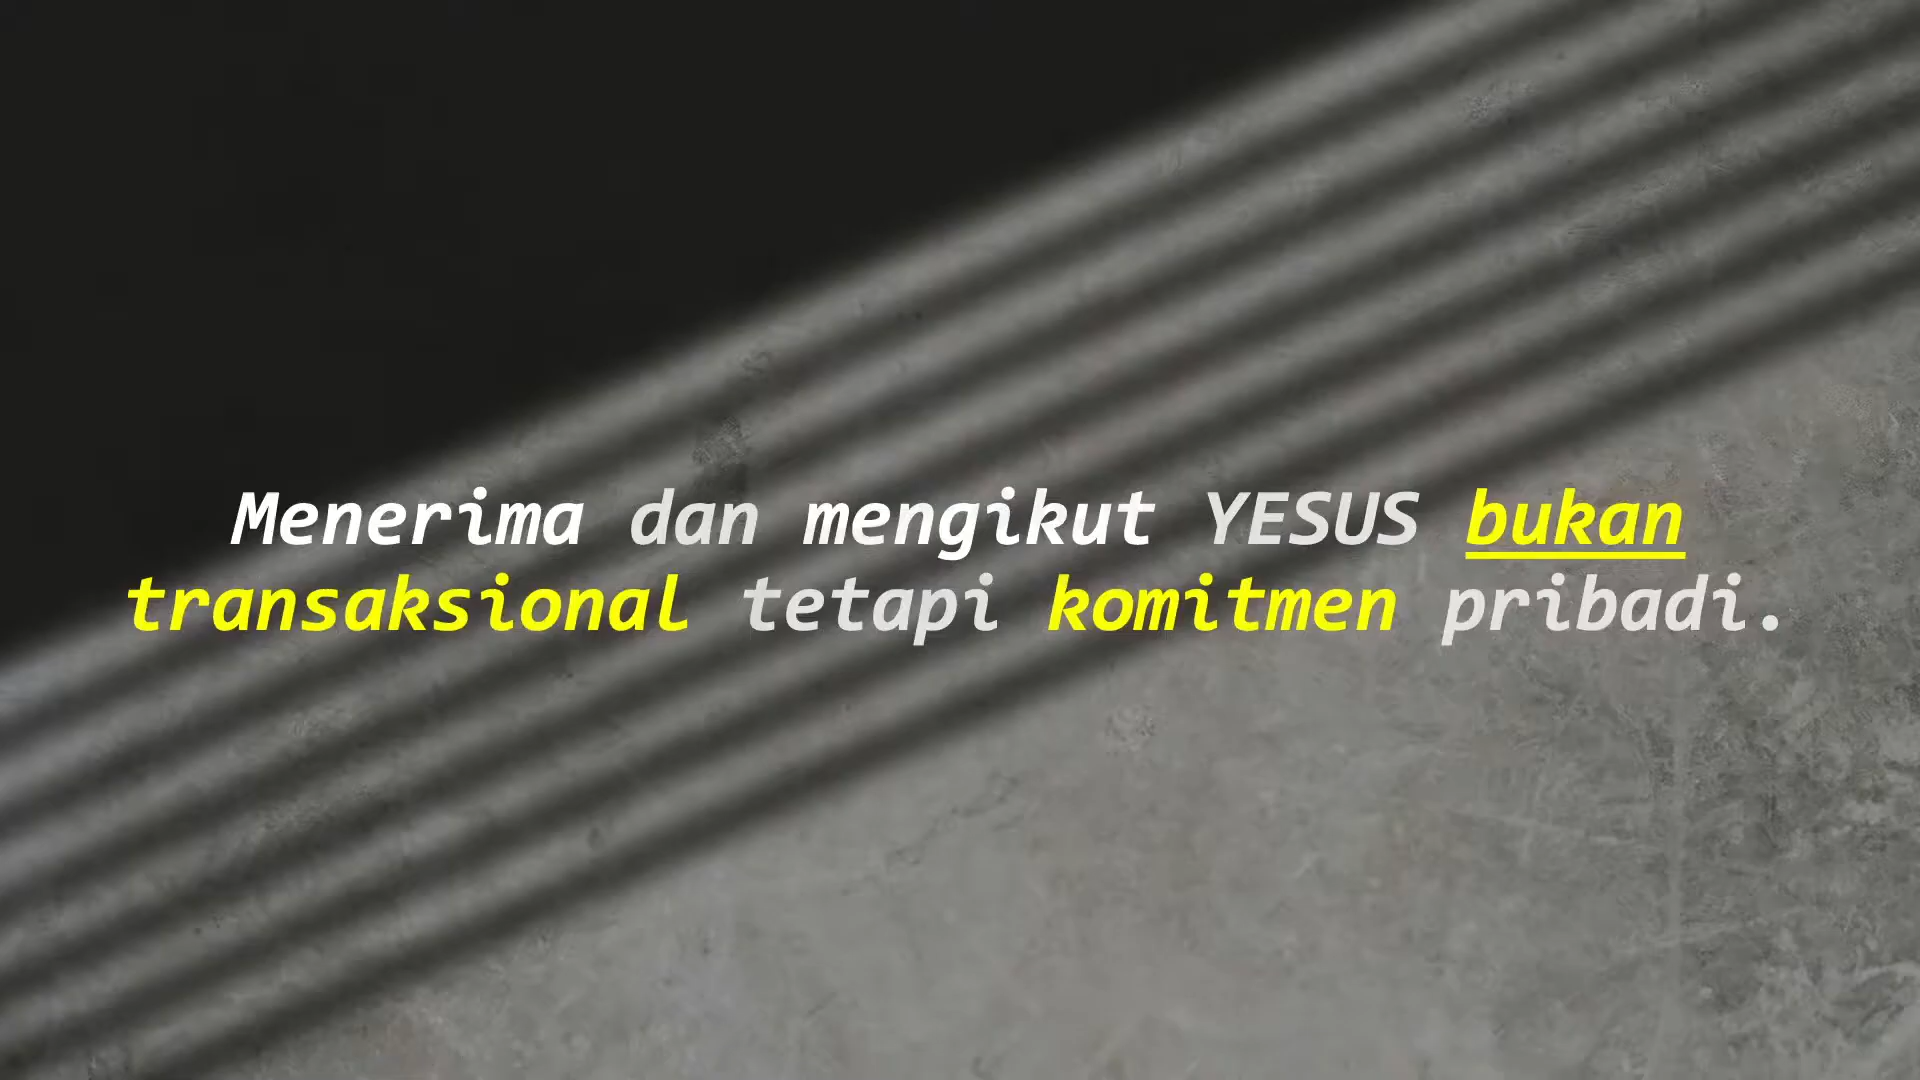 Menerima dan mengikut YESUS bukan
transaksional tetapi komitmen pribadi.